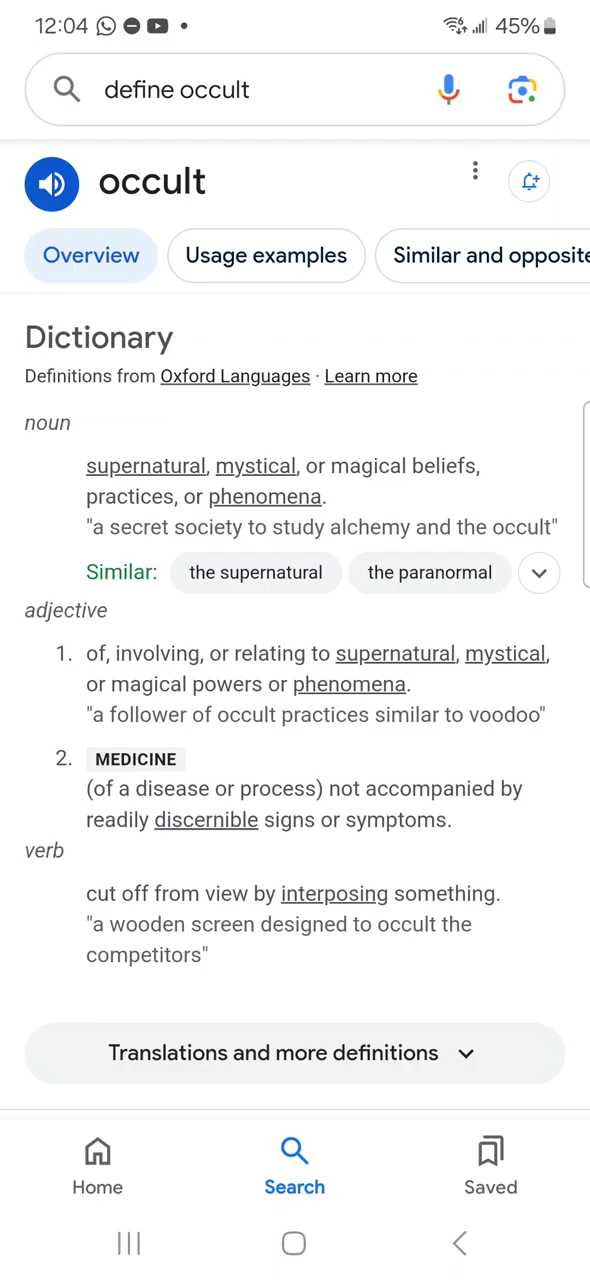 12:04
45%
define occult
occult
Overview
Usage examples
Similar and opposite
Dictionary
Definitions from Oxford Languages · Learn more
noun
supernatural, mystical, or magical beliefs,
practices, or phenomena.
"a secret society to study alchemy and the occult"
Similar:
the supernatural
the paranormal
adjective
1. of, involving, or relating to supernatural, mystical,
or magical powers or phenomena.
"a follower of occult practices similar to voodoo"
2. MEDICINE
(of a disease or process) not accompanied by
readily discernible signs or symptoms.
verb
cut off from view by interposing something.
"a wooden screen designed to occult the
competitors"
Translations and more definitions
Home
Search
Saved